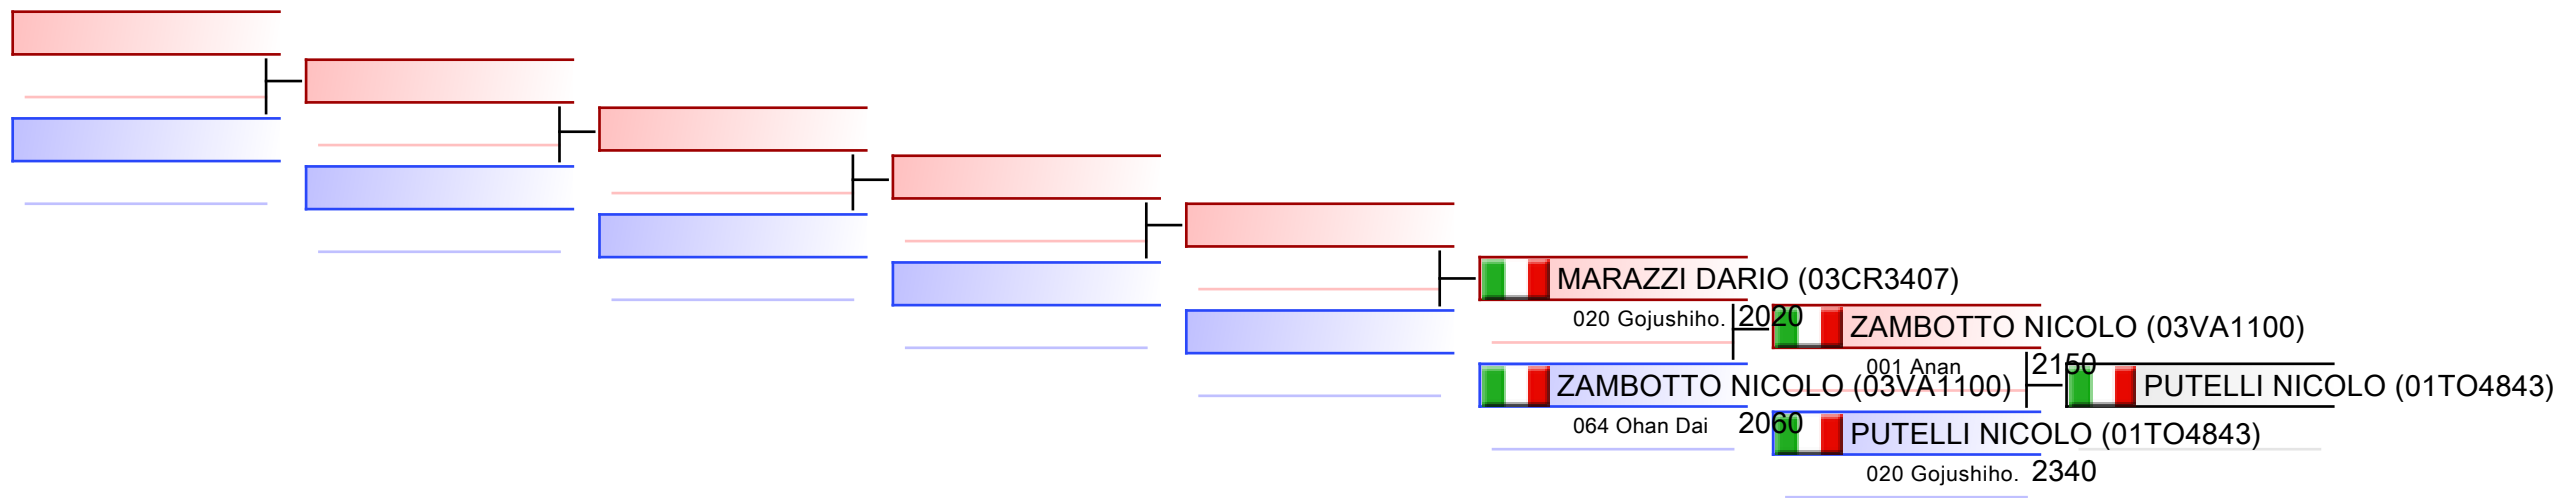 MARAZZI DARIO (03CR3407)
020 Gojushiho. 2020
ZAMBOTTO NICOLO (03VA1100)
001 Anan 2150
ZAMBOTTO NICOLO (03VA1100)
064 Ohan Dai 2060
PUTELLI NICOLO (01TO4843)
PUTELLI NICOLO (01TO4843)
020 Gojushiho. 2340